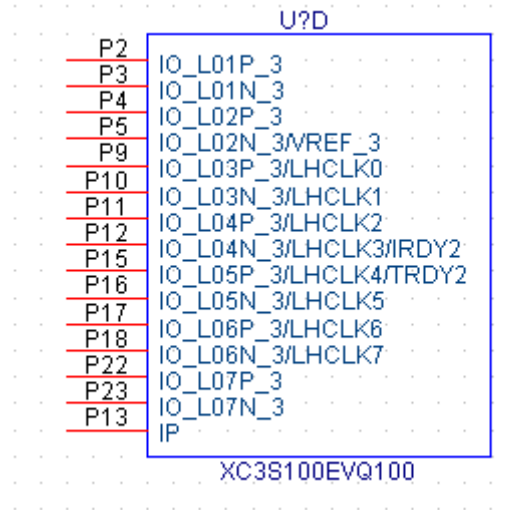 U?D
P2 IO_L01P_3
P3 IO_L01N_3
P4 IO_L02P_3
P5 IO_L02N_3/VREF_3
P9 IO_L03P_3/LHCLK0
P10 IO_L03N_3/LHCLK1
P11 IO_L04P_3/LHCLK2
P12 IO_L04N_3/LHCLK3/IRDY2
P15 IO_L05P_3/LHCLK4/TRDY2
P16 IO_L05N_3/LHCLK5
P17 IO_L06P_3/LHCLK6
P18 IO_L06N_3/LHCLK7
P22 IO_L07P_3
P23 IO_L07N_3
P13 IP
XC3S100EVQ100